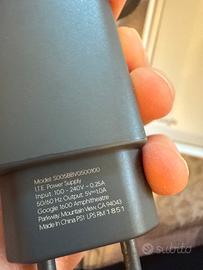 Model: S005BBV0500100
I.T.E. Power Supply
Input: 100 - 240V ~ 0.25A
50/60 Hz Output: 5V⎓1.0A
Google 1600 Amphitheatre
Parkway, Mountain View, CA 94043
Made In China PS1 LPS RM 1851
subito